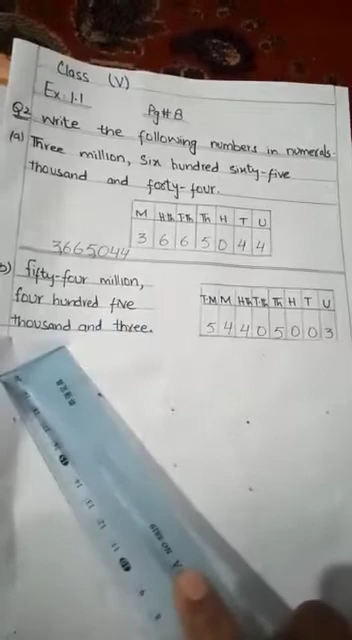 Class (V)
Ex:1.1
Pg# 8
Q2 Write the following numbers in numerals.
(a) Three million, six hundred sixty-five
thousand and forty-four.
M H.th T.Th Th H T U
3 6 6 5 0 4 4
3665044
b) fifty-four million,
four hundred five
thousand and three.
T.M M H.th T.th Th H T U
5 4 4 0 5 0 0 3
A NO 5829